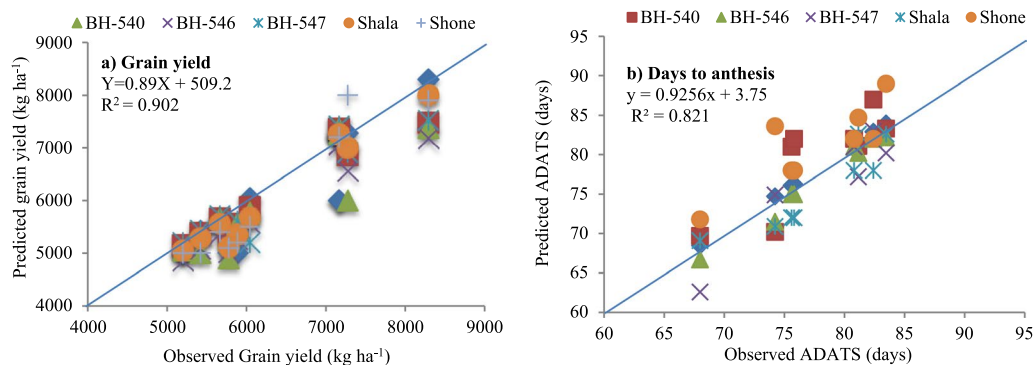 BH-540 BH-546 BH-547 Shala Shone
a) Grain yield
Y=0.89X + 509.2
R² = 0.902
Predicted grain yield (kg ha⁻¹)
9000
8000
7000
6000
5000
4000
4000 5000 6000 7000 8000 9000
Observed Grain yield (kg ha⁻¹)
BH-540 BH-546 BH-547 Shala Shone
b) Days to anthesis
y = 0.9256x + 3.75
R² = 0.821
Predicted ADATS (days)
95
90
85
80
75
70
65
60
60 65 70 75 80 85 90 95
Observed ADATS (days)